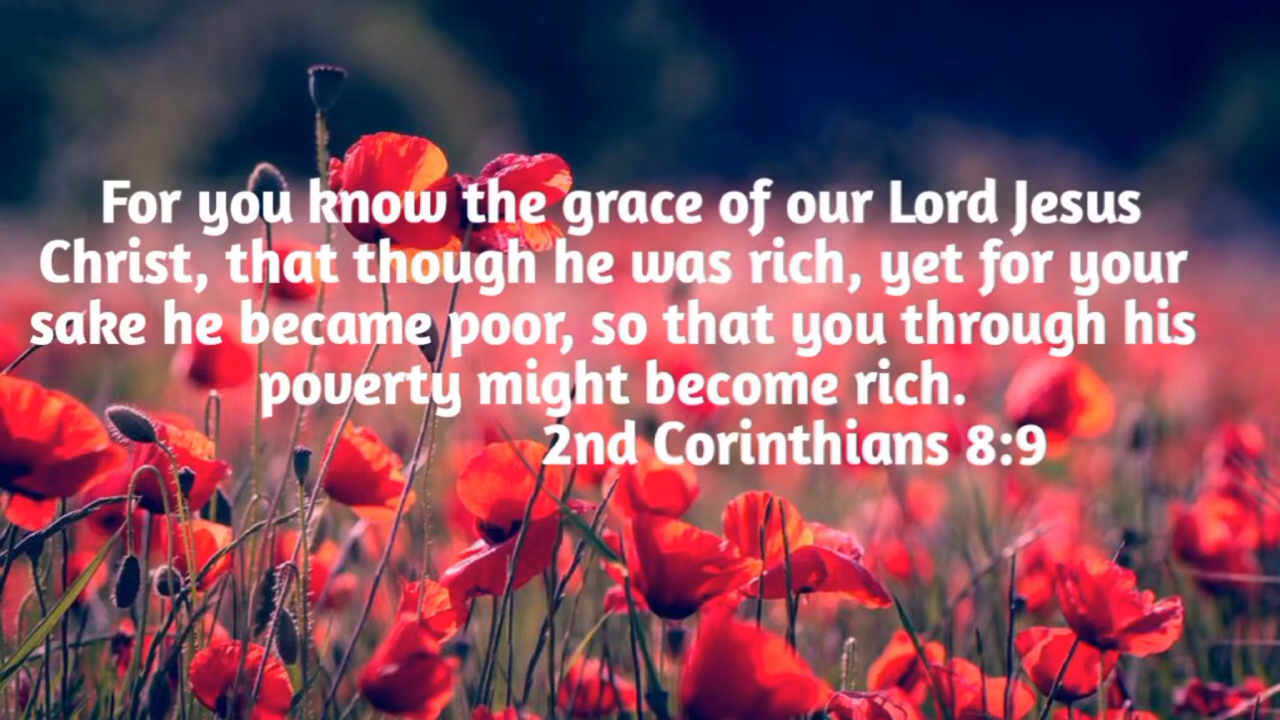 For you know the grace of our Lord Jesus
Christ, that though he was rich, yet for your
sake he became poor, so that you through his
poverty might become rich.
2nd Corinthians 8:9